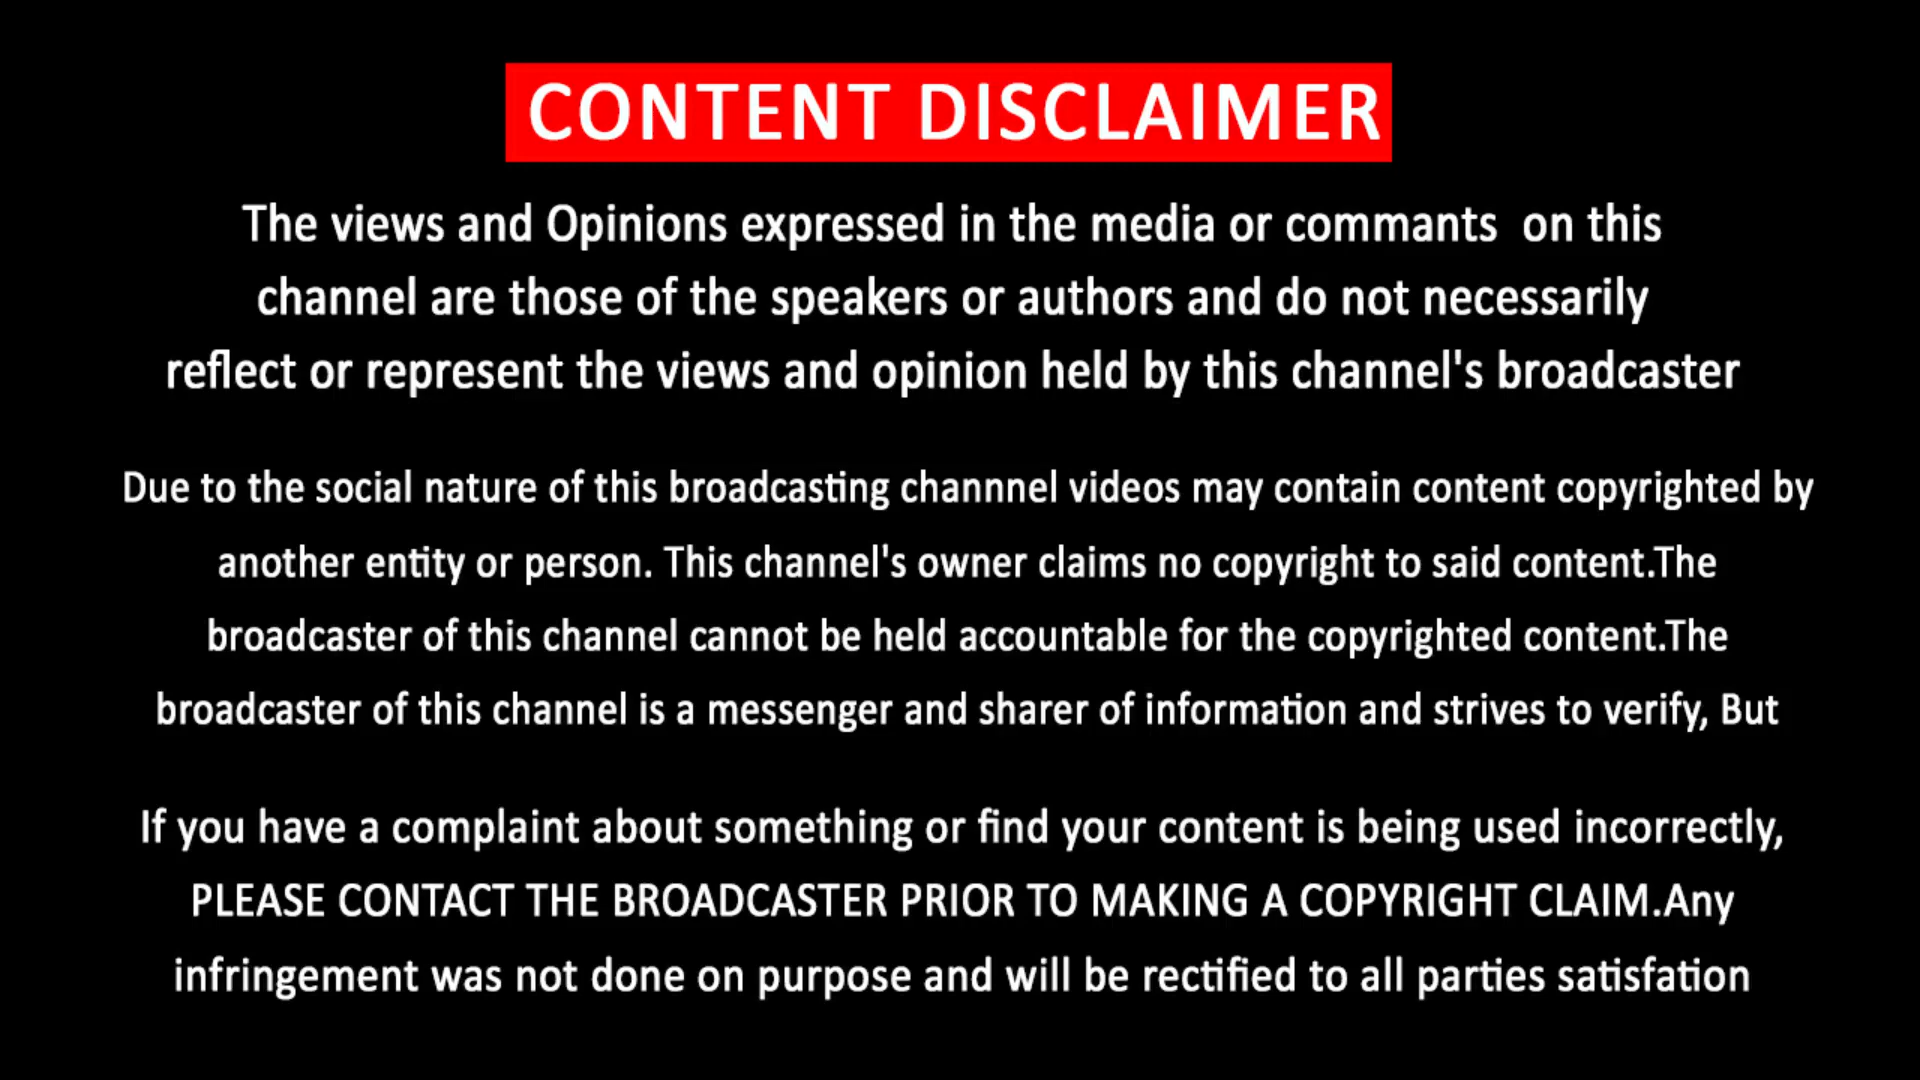 CONTENT DISCLAIMER
The views and Opinions expressed in the media or commants on this
channel are those of the speakers or authors and do not necessarily
reflect or represent the views and opinion held by this channel's broadcaster
Due to the social nature of this broadcasting channnel videos may contain content copyrighted by
another entity or person. This channel's owner claims no copyright to said content.The
broadcaster of this channel cannot be held accountable for the copyrighted content.The
broadcaster of this channel is a messenger and sharer of information and strives to verify, But
If you have a complaint about something or find your content is being used incorrectly,
PLEASE CONTACT THE BROADCASTER PRIOR TO MAKING A COPYRIGHT CLAIM.Any
infringement was not done on purpose and will be rectified to all parties satisfation